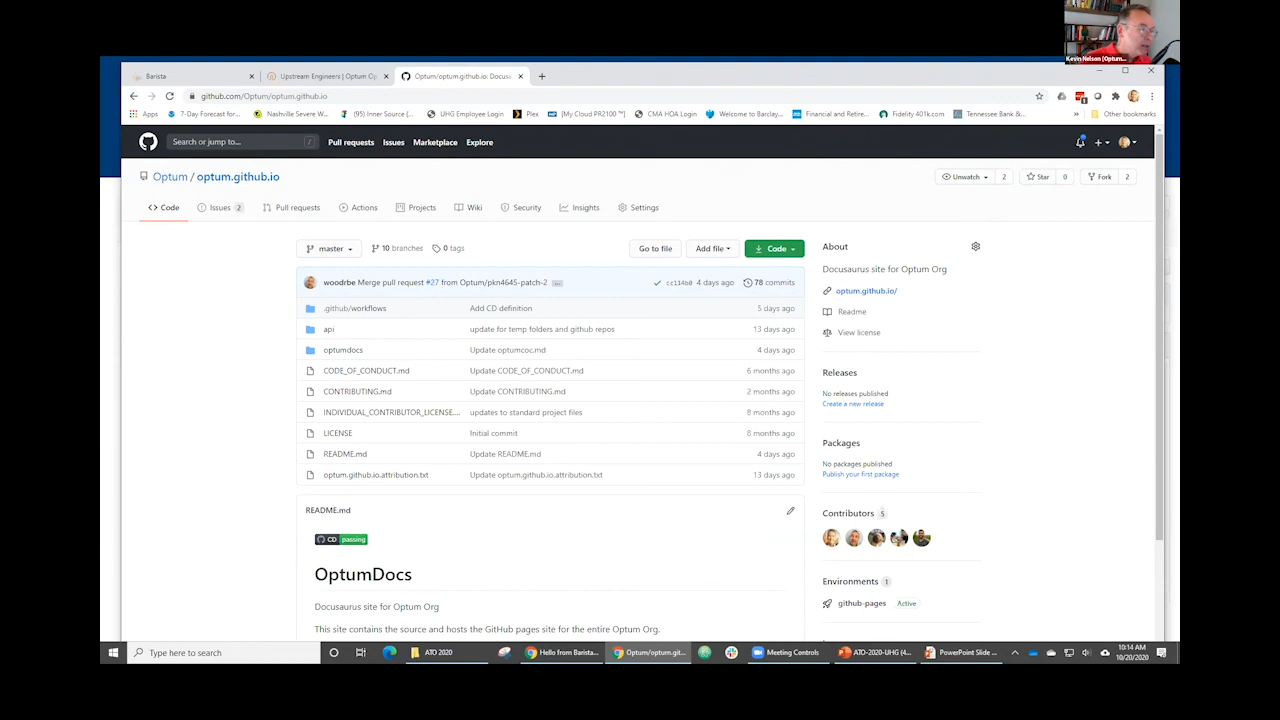 Kevin Nelson (Optum...
Barista
Upstream Engineers | Optum Op
Optum/optum.github.io: Docus
github.com/Optum/optum.github.io
Apps
7-Day Forecast for...
Nashville Severe W...
(95) Inner Source (...
UHG Employee Login
Plex
[My Cloud PR2100 ™]
CMA HOA Login
Welcome to Barclay...
Financial and Retire...
Fidelity 401k.com
Tennessee Bank &...
»
Other bookmarks
Search or jump to...
/
Pull requests
Issues
Marketplace
Explore
Optum / optum.github.io
Unwatch
2
Star
0
Fork
2
Code
Issues 2
Pull requests
Actions
Projects
Wiki
Security
Insights
Settings
master
10 branches
0 tags
Go to file
Add file
Code
woodrbe Merge pull request #27 from Optum/pkn4645-patch-2 ...
cc114b0 4 days ago
78 commits
.github/workflows
Add CD definition
5 days ago
api
update for temp folders and github repos
13 days ago
optumdocs
Update optumcoc.md
4 days ago
CODE_OF_CONDUCT.md
Update CODE_OF_CONDUCT.md
6 months ago
CONTRIBUTING.md
Update CONTRIBUTING.md
2 months ago
INDIVIDUAL_CONTRIBUTOR_LICENSE....
updates to standard project files
8 months ago
LICENSE
Initial commit
8 months ago
README.md
Update README.md
4 days ago
optum.github.io.attribution.txt
Update optum.github.io.attribution.txt
13 days ago
README.md
CD passing
OptumDocs
Docusaurus site for Optum Org
This site contains the source and hosts the GitHub pages site for the entire Optum Org.
About
Docusaurus site for Optum Org
optum.github.io/
Readme
View license
Releases
No releases published
Create a new release
Packages
No packages published
Publish your first package
Contributors 5
Environments 1
github-pages Active
Type here to search
ATO 2020
Hello from Barista...
Optum/optum.git...
Meeting Controls
ATO-2020-UHG (4...
PowerPoint Slide ...
10:14 AM
10/20/2020